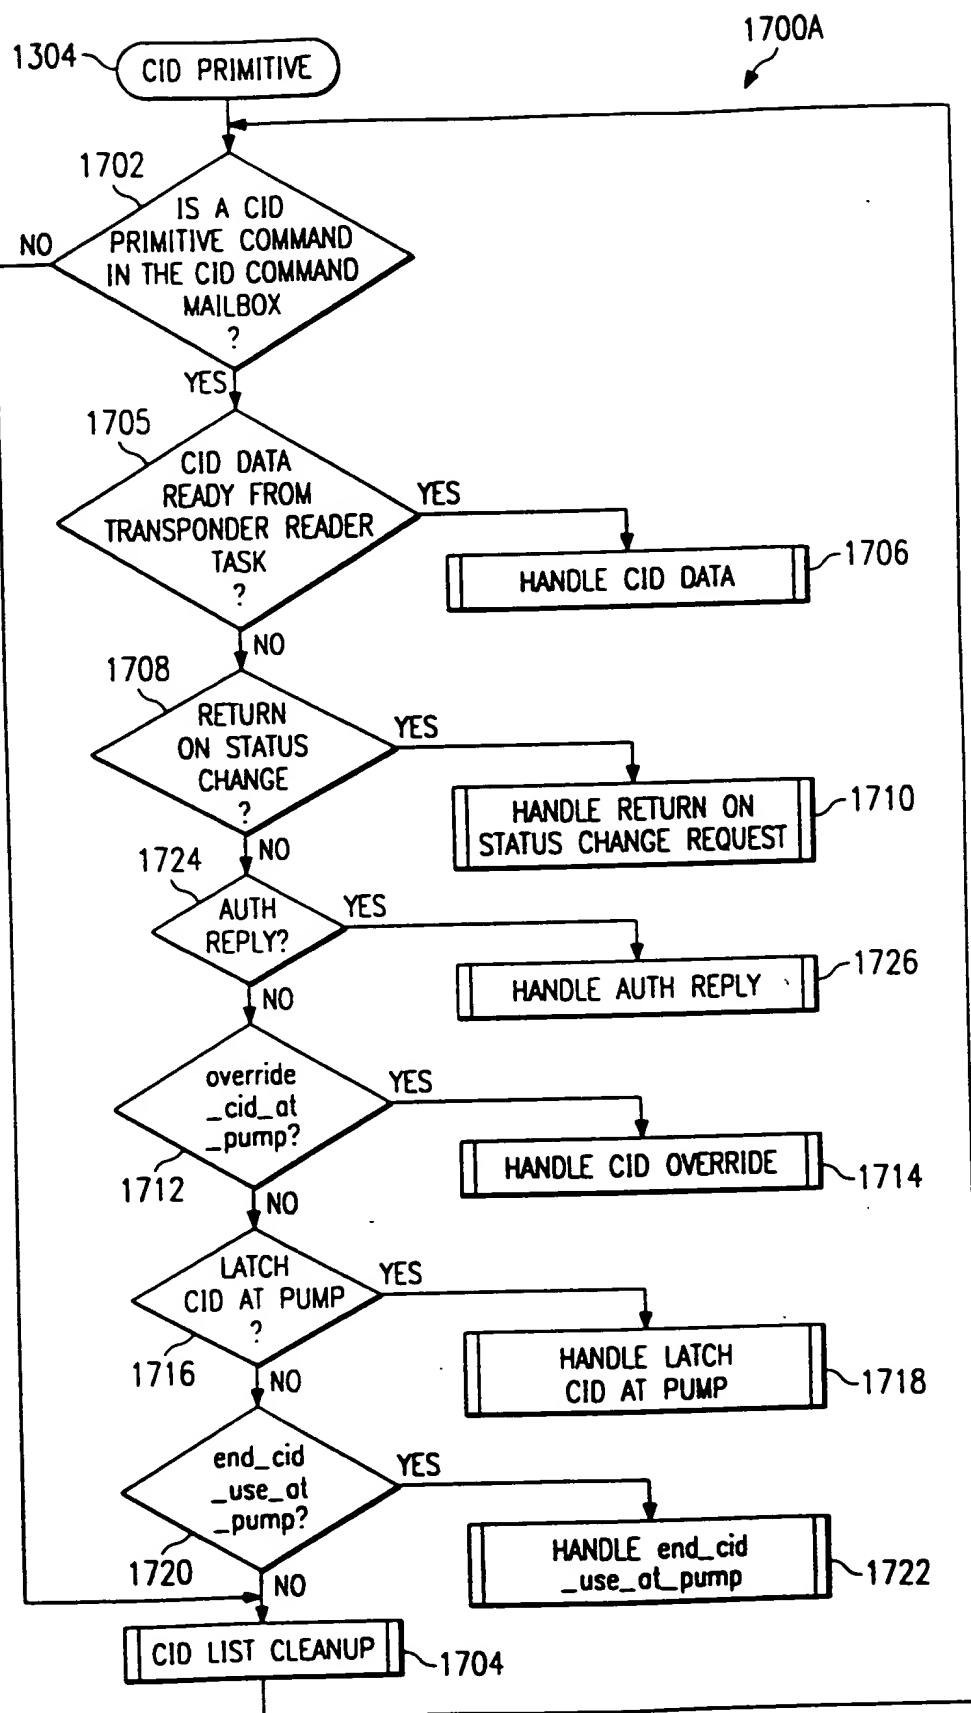 1700A
1304
CID PRIMITIVE
1702
IS A CID
PRIMITIVE COMMAND
IN THE CID COMMAND
MAILBOX
?
NO
YES
1705
CID DATA
READY FROM
TRANSPONDER READER
TASK
?
YES
HANDLE CID DATA
1706
NO
1708
RETURN
ON STATUS
CHANGE
?
YES
HANDLE RETURN ON
STATUS CHANGE REQUEST
1710
NO
1724
AUTH
REPLY?
YES
HANDLE AUTH REPLY
1726
NO
override
_cid_at
_pump?
1712
YES
HANDLE CID OVERRIDE
1714
NO
LATCH
CID AT PUMP
?
1716
YES
HANDLE LATCH
CID AT PUMP
1718
NO
end_cid
_use_at
_pump?
1720
YES
HANDLE end_cid
_use_at_pump
1722
NO
CID LIST CLEANUP
1704